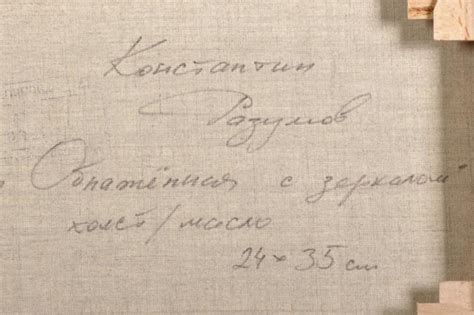 Константин
Разумов
Обнажённая с зеркалом"
холст/масло
24 × 35 см